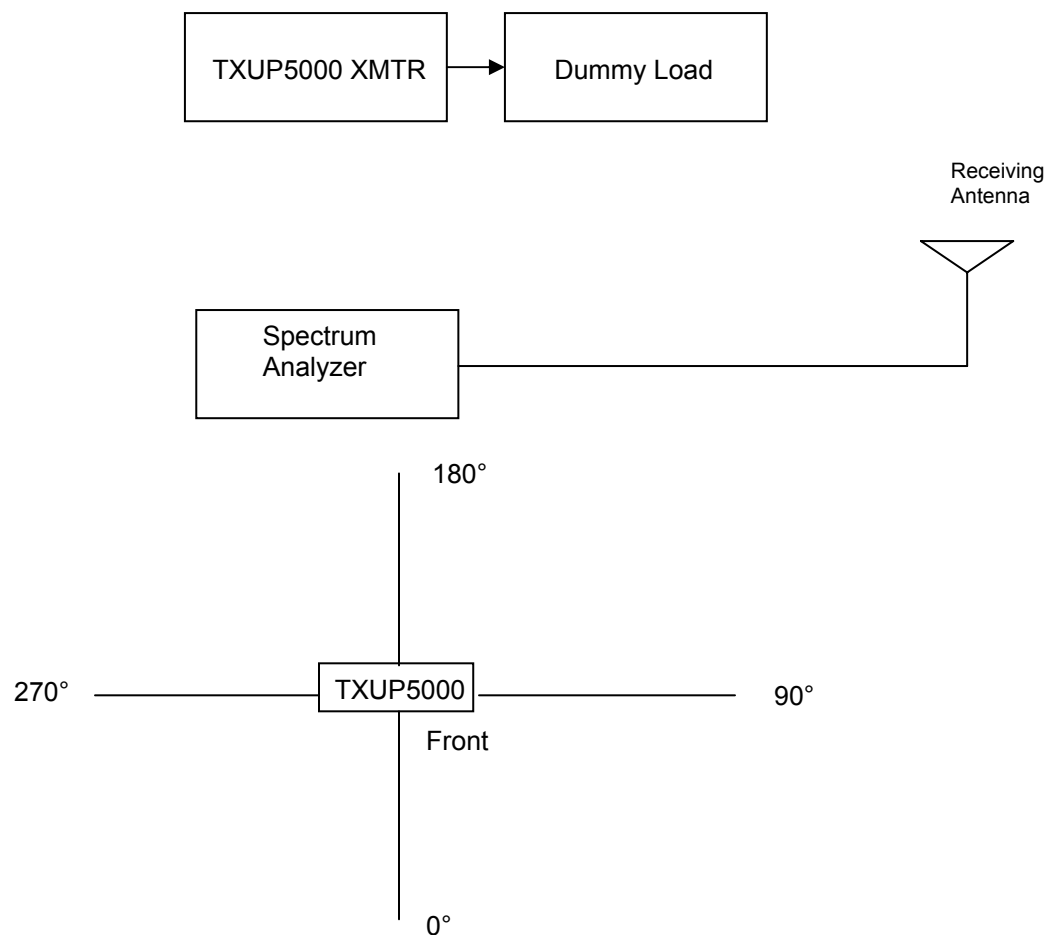 TXUP5000 XMTR
Dummy Load
Receiving
Antenna
Spectrum
Analyzer
180°
270°
TXUP5000
90°
Front
0°